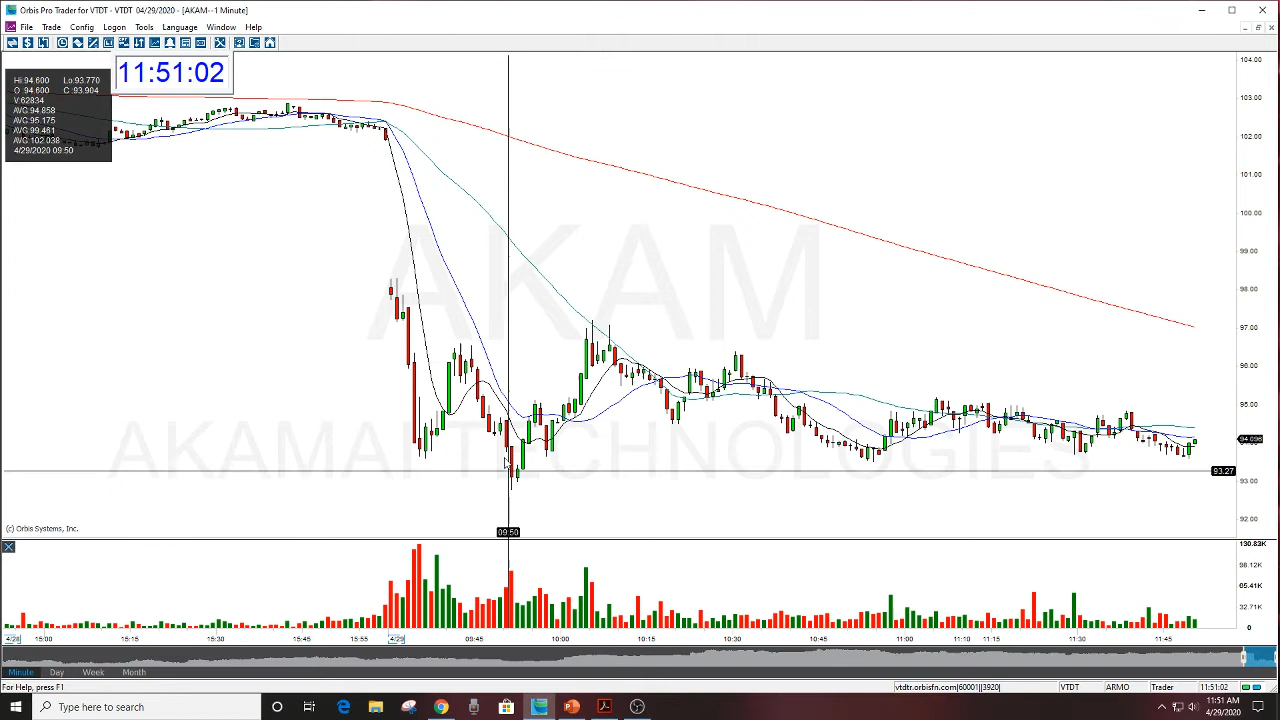 Orbis Pro Trader for VTDT - VTDT 04/29/2020 - [AKAM--1 Minute]
File Trade Config Logon Tools Language Window Help
11:51:02
Hi:94.600 Lo:93.770
O :94.600 C :93.904
V:62834
AVG:94.858
AVG:95.175
AVG:99.461
AVG:102.038
4/29/2020 09:50
104.00
103.00
102.00
101.00
100.00
99.00
98.00
97.00
96.00
95.00
94.096
93.27
93.00
92.00
AKAM
AKAMAI TECHNOLOGIES
(c) Orbis Systems, Inc.
09:50
130.83K
98.12K
65.41K
32.71K
0
4/28 15:00 15:15 15:30 15:45 15:55 4/29 09:45 10:00 10:15 10:30 10:45 11:00 11:10 11:15 11:30 11:45
Minute Day Week Month
For Help, press F1 vtdtr.orbisfn.com|60001||3920| VTDT ARMO Trader 11:51:02
Type here to search
11:51 AM
4/29/2020